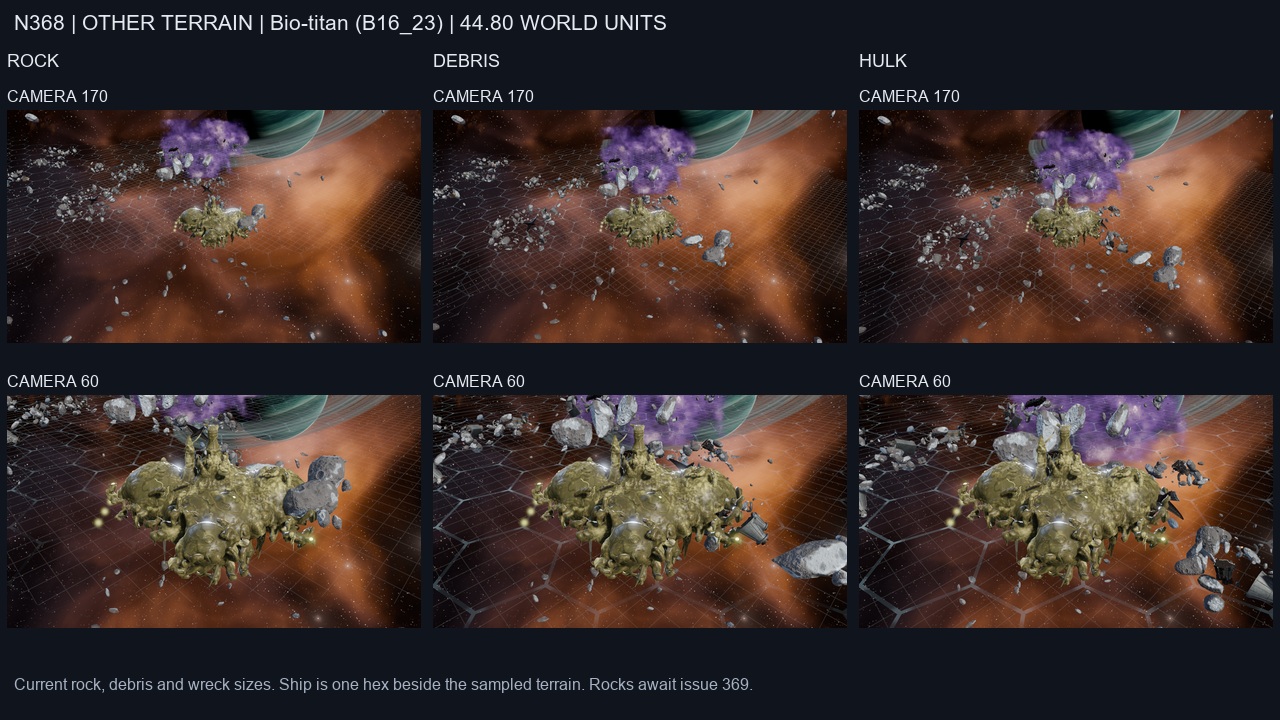 N368 | OTHER TERRAIN | Bio-titan (B16_23) | 44.80 WORLD UNITS
ROCK
DEBRIS
HULK
CAMERA 170
CAMERA 170
CAMERA 170
CAMERA 60
CAMERA 60
CAMERA 60
Current rock, debris and wreck sizes. Ship is one hex beside the sampled terrain. Rocks await issue 369.